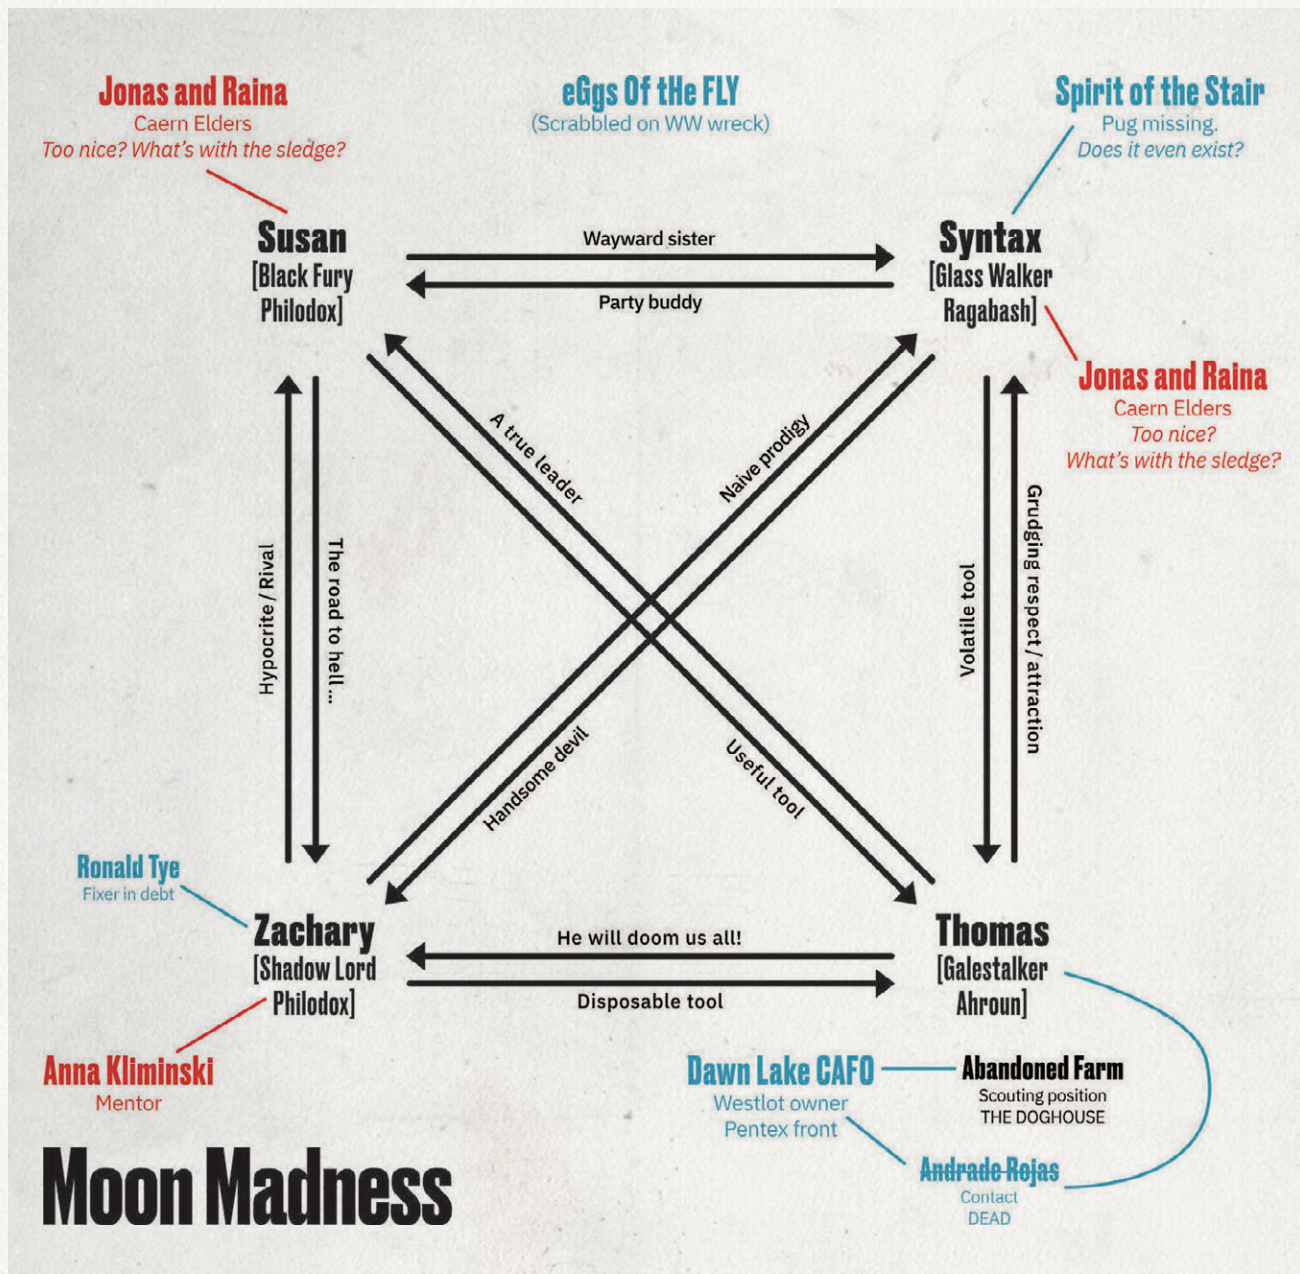 Jonas and Raina
Caern Elders
Too nice? What's with the sledge?
eGgs Of tHe FLY
(Scrabbled on WW wreck)
Spirit of the Stair
Pug missing.
Does it even exist?
Susan
[Black Fury
Philodox]
Wayward sister
Party buddy
Syntax
[Glass Walker
Ragabash]
Jonas and Raina
Caern Elders
Too nice?
What's with the sledge?
A true leader
Naive prodigy
Hypocrite / Rival
The road to hell...
Volatile tool
Grudging respect / attraction
Handsome devil
Useful tool
Ronald Tye
Fixer in debt
Zachary
[Shadow Lord
Philodox]
He will doom us all!
Disposable tool
Thomas
[Galestalker
Ahroun]
Anna Kliminski
Mentor
Dawn Lake CAFO
Westlot owner
Pentex front
Abandoned Farm
Scouting position
THE DOGHOUSE
Andrade Rojas
Contact
DEAD
Moon Madness